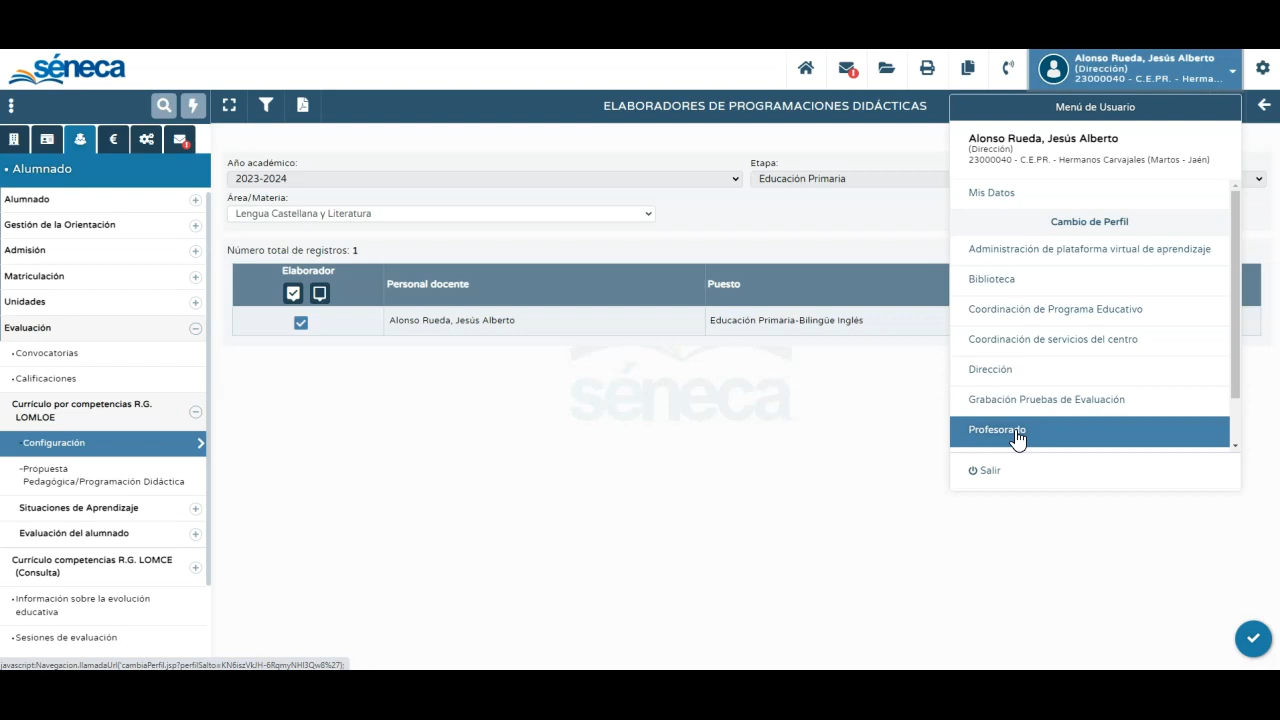 séneca
Alonso Rueda, Jesús Alberto
(Dirección)
23000040 - C.E.PR. - Herma...
ELABORADORES DE PROGRAMACIONES DIDÁCTICAS
Menú de Usuario
€
• Alumnado
Alumnado
Gestión de la Orientación
Admisión
Matriculación
Unidades
Evaluación
•Convocatorias
•Calificaciones
Currículo por competencias R.G.
LOMLOE
-Configuración
-Propuesta
Pedagógica/Programación Didáctica
Situaciones de Aprendizaje
Evaluación del alumnado
Currículo competencias R.G. LOMCE
(Consulta)
•Información sobre la evolución
educativa
•Sesiones de evaluación
Año académico:
2023-2024
Etapa:
Educación Primaria
Área/Materia:
Lengua Castellana y Literatura
Número total de registros: 1
Elaborador
Personal docente
Puesto
Alonso Rueda, Jesús Alberto
Educación Primaria-Bilingüe Inglés
séneca
Alonso Rueda, Jesús Alberto
(Dirección)
23000040 - C.E.PR. - Hermanos Carvajales (Martos - Jaén)
Mis Datos
Cambio de Perfil
Administración de plataforma virtual de aprendizaje
Biblioteca
Coordinación de Programa Educativo
Coordinación de servicios del centro
Dirección
Grabación Pruebas de Evaluación
Profesorado
Salir